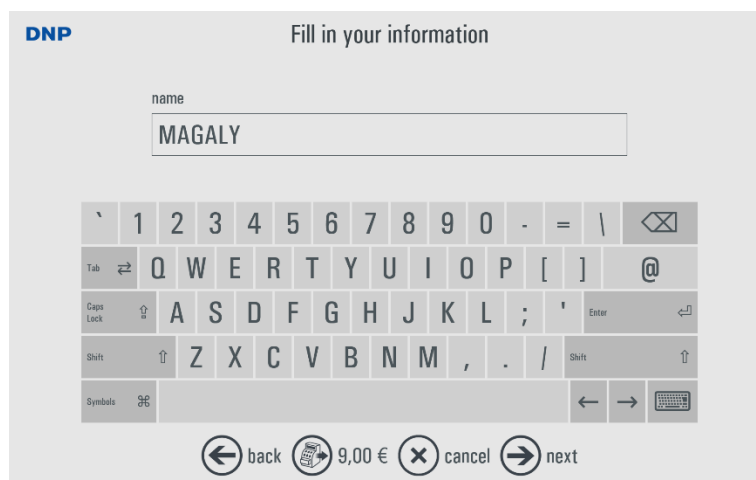 DNP
Fill in your information
name
MAGALY
` 1 2 3 4 5 6 7 8 9 0 - = \
Tab Q W E R T Y U I O P [ ] @
Caps Lock A S D F G H J K L ; ' Enter
Shift Z X C V B N M , . / Shift
Symbols ⌘ ← →
back 9,00 € cancel next